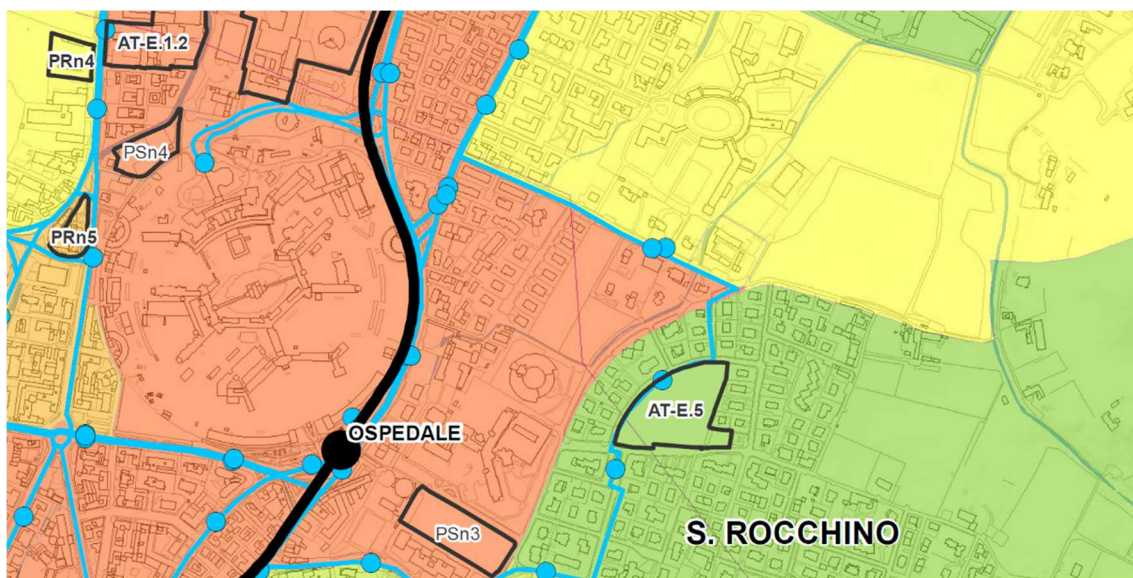 AT-E.1.2
PRn4
PSn4
PRn5
AT-E.5
OSPEDALE
PSn3
S. ROCCHINO